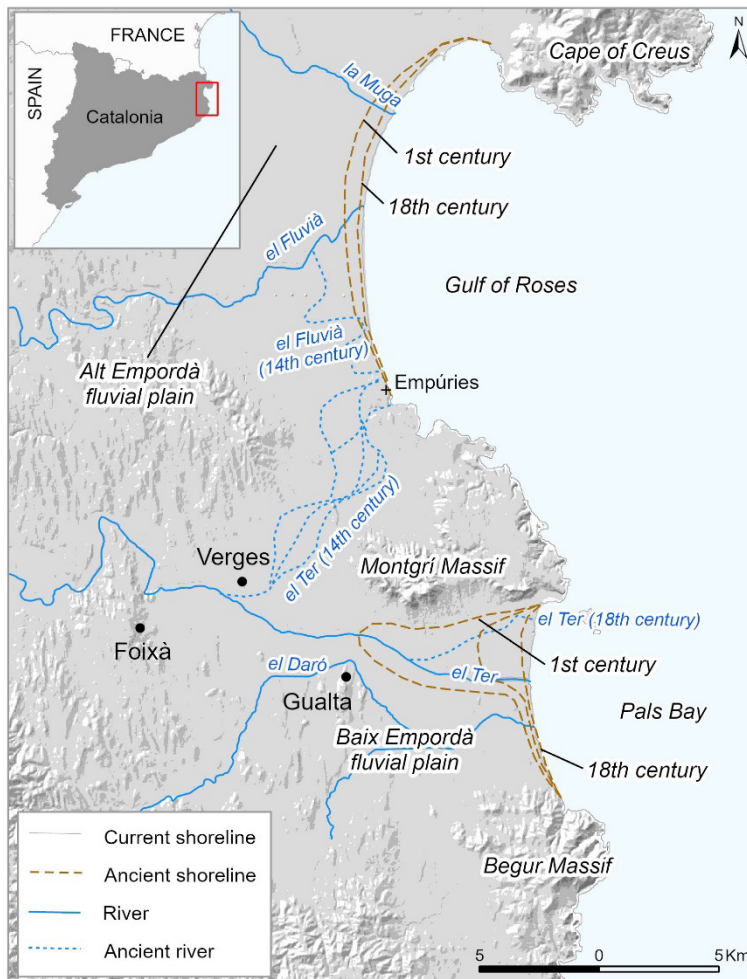 FRANCE
SPAIN
Catalonia
N
Cape of Creus
la Muga
1st century
18th century
el Fluvià
Gulf of Roses
el Fluvià
(14th century)
Alt Empordà
fluvial plain
Empúries
el Ter (14th century)
Verges
Montgrí Massif
Foixà
el Ter (18th century)
1st century
el Daró
el Ter
Gualta
Pals Bay
Baix Empordà
fluvial plain
18th century
Begur Massif
Current shoreline
Ancient shoreline
River
Ancient river
5 0 5 Km